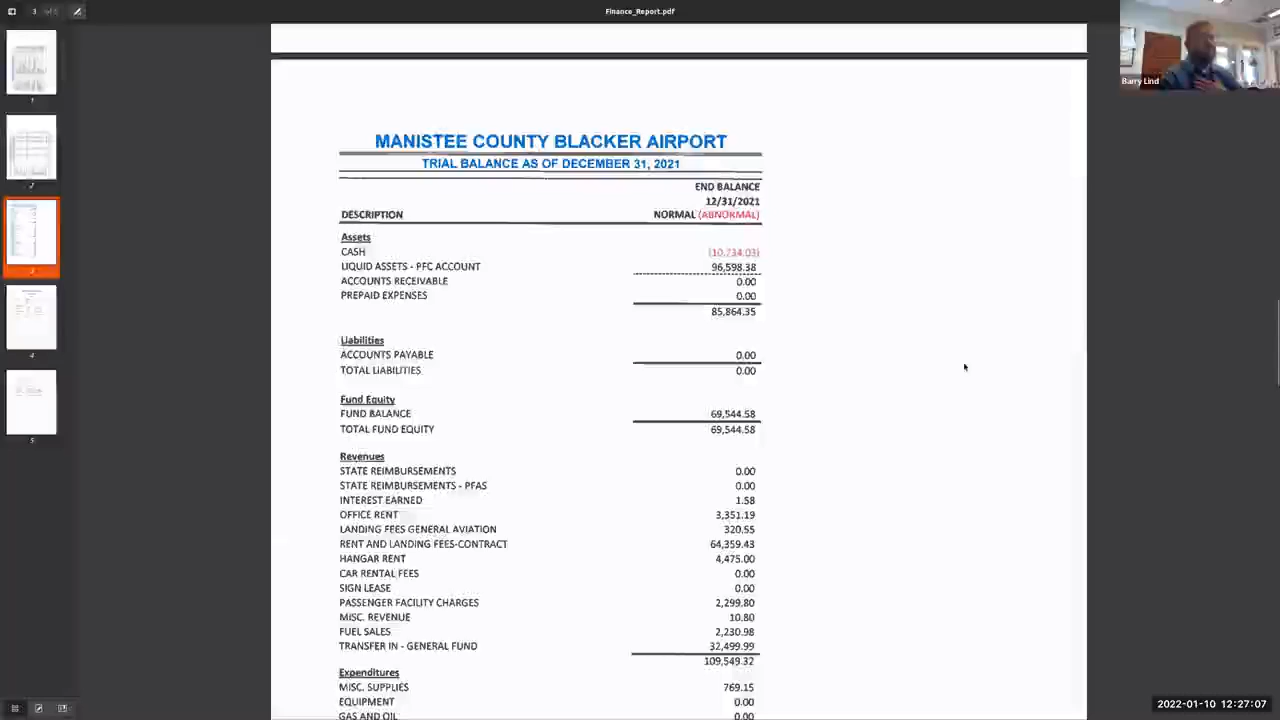 3
Finance_Report.pdf
Barry Lind
1
2
3
4
5
MANISTEE COUNTY BLACKER AIRPORT
TRIAL BALANCE AS OF DECEMBER 31, 2021
END BALANCE
12/31/2021
DESCRIPTION NORMAL (ABNORMAL)
Assets
CASH (10,734.03)
LIQUID ASSETS - PFC ACCOUNT 96,598.38
ACCOUNTS RECEIVABLE 0.00
PREPAID EXPENSES 0.00
85,864.35
Liabilities
ACCOUNTS PAYABLE 0.00
TOTAL LIABILITIES 0.00
Fund Equity
FUND BALANCE 69,544.58
TOTAL FUND EQUITY 69,544.58
Revenues
STATE REIMBURSEMENTS 0.00
STATE REIMBURSEMENTS - PFAS 0.00
INTEREST EARNED 1.58
OFFICE RENT 3,351.19
LANDING FEES GENERAL AVIATION 320.55
RENT AND LANDING FEES-CONTRACT 64,359.43
HANGAR RENT 4,475.00
CAR RENTAL FEES 0.00
SIGN LEASE 0.00
PASSENGER FACILITY CHARGES 2,299.80
MISC. REVENUE 10.80
FUEL SALES 2,230.98
TRANSFER IN - GENERAL FUND 32,499.99
109,549.32
Expenditures
MISC. SUPPLIES 769.15
EQUIPMENT 0.00
GAS AND OIL 0.00
2022-01-10 12:27:07